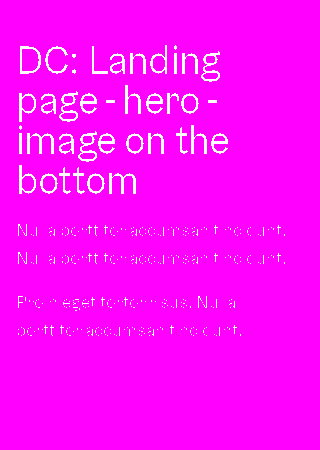 DC: Landing
page - hero -
image on the
bottom
Nulla porttitor accumsan tincidunt.
Nulla porttitor accumsan tincidunt.
Proin eget tortor risus. Nulla
porttitor accumsan tincidunt.